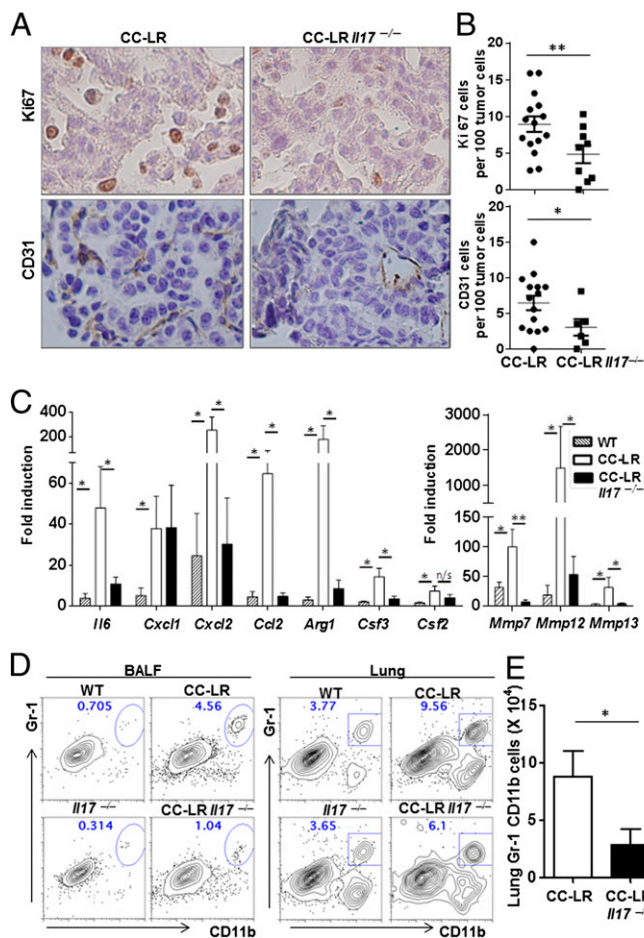 A
CC-LR
CC-LR Il17 –/–
Ki67
CD31
B
**
Ki 67 cells
per 100 tumor cells
20
15
10
5
0
*
CD31 cells
per 100 tumor cells
20
15
10
5
0
CC-LR CC-LR Il17 –/–
C
Fold induction
400
200
80
60
40
20
0
* *
*
* *
* *
* *
* *
* n/s
Il6 Cxcl1 Cxcl2 Ccl2 Arg1 Csf3 Csf2
Fold induction
3000
2000
1000
150
100
50
0
* **
* *
* *
WT
CC-LR
CC-LR
Il17 –/–
Mmp7 Mmp12 Mmp13
D
BALF
Lung
WT
CC-LR
WT
CC-LR
Gr-1
0.705
4.56
Gr-1
3.77
9.56
Il17 –/–
CC-LR Il17 –/–
Il17 –/–
CC-LR Il17 –/–
0.314
1.04
3.65
6.1
CD11b
CD11b
E
Lung Gr-1 CD11b cells (X 10⁴)
15
10
5
0
*
CC-LR
CC-LR
Il17 –/–